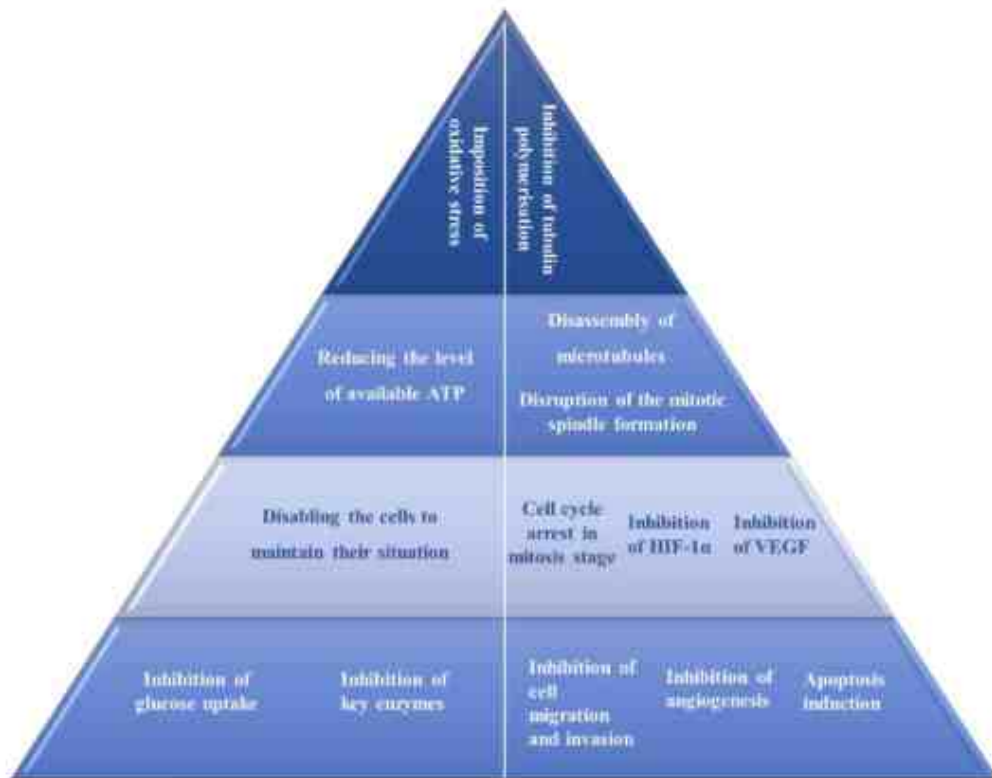 Imposition of
oxidative stress
Inhibition of tubulin
polymerisation
Reducing the level
of available ATP
Disassembly of
microtubules
Disruption of the mitotic
spindle formation
Disabling the cells to
maintain their situation
Cell cycle
arrest in
mitosis stage
Inhibition
of HIF-1α
Inhibition
of VEGF
Inhibition of
glucose uptake
Inhibition of
key enzymes
Inhibition of
cell
migration
and invasion
Inhibition of
angiogenesis
Apoptosis
induction